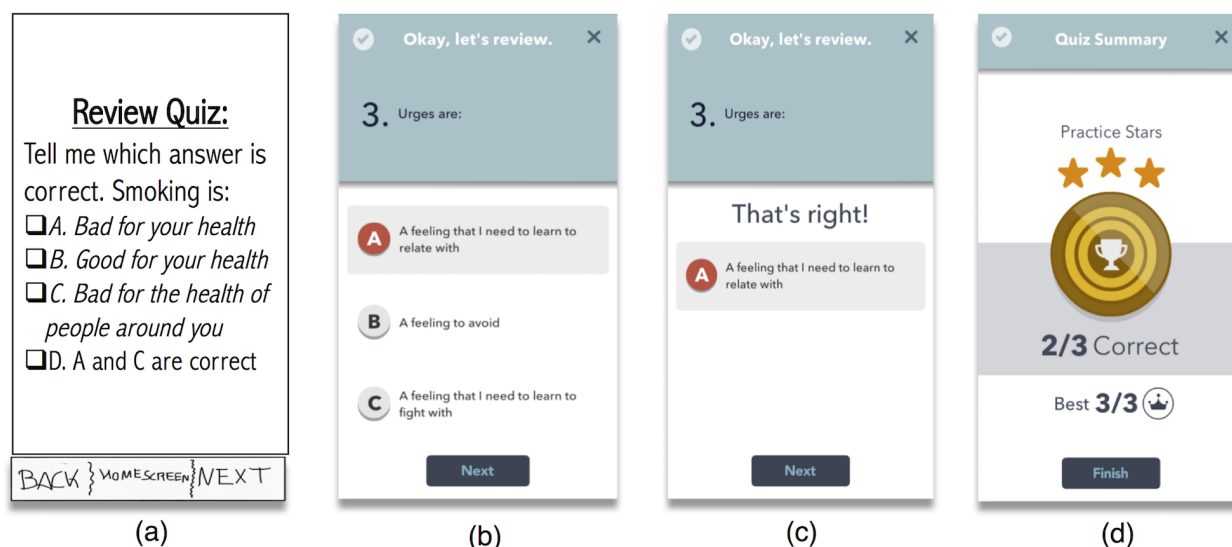 Review Quiz:
Tell me which answer is
correct. Smoking is:
❑A. Bad for your health
❑B. Good for your health
❑C. Bad for the health of
people around you
❑D. A and C are correct
BACK } HOMESCREEN } NEXT
(a)
Okay, let's review. ×
3. Urges are:
A A feeling that I need to learn to
relate with
B A feeling to avoid
C A feeling that I need to learn to
fight with
Next
(b)
Okay, let's review. ×
3. Urges are:
That's right!
A A feeling that I need to learn to
relate with
Next
(c)
Quiz Summary ×
Practice Stars
2/3 Correct
Best 3/3
Finish
(d)